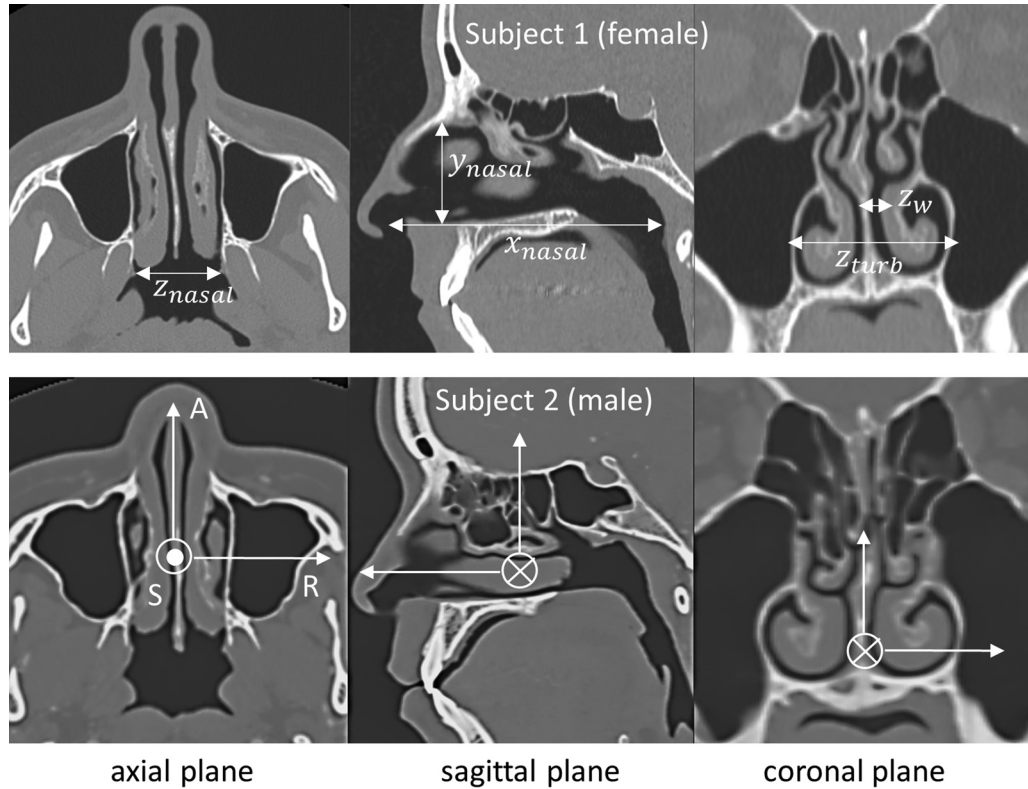 Subject 1 (female)
y_nasal
x_nasal
z_nasal
z_w
z_turb
Subject 2 (male)
A
S
R
axial plane
sagittal plane
coronal plane